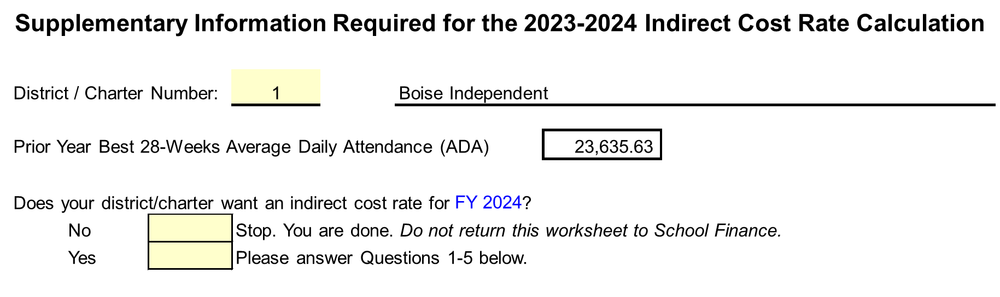 Supplementary Information Required for the 2023-2024 Indirect Cost Rate Calculation
District / Charter Number: 1 Boise Independent
Prior Year Best 28-Weeks Average Daily Attendance (ADA) 23,635.63
Does your district/charter want an indirect cost rate for FY 2024?
No Stop. You are done. Do not return this worksheet to School Finance.
Yes Please answer Questions 1-5 below.